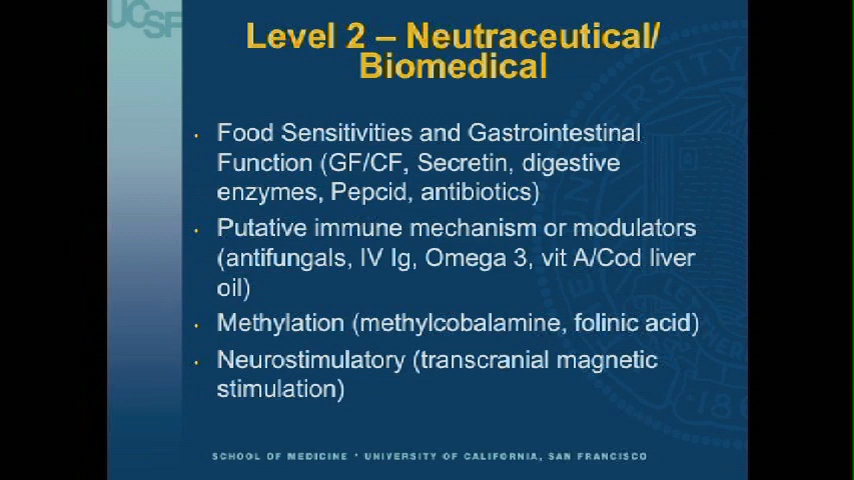 UCSF
Level 2 – Neutraceutical/
Biomedical
• Food Sensitivities and Gastrointestinal
Function (GF/CF, Secretin, digestive
enzymes, Pepcid, antibiotics)
• Putative immune mechanism or modulators
(antifungals, IV Ig, Omega 3, vit A/Cod liver
oil)
• Methylation (methylcobalamine, folinic acid)
• Neurostimulatory (transcranial magnetic
stimulation)
SCHOOL OF MEDICINE • UNIVERSITY OF CALIFORNIA, SAN FRANCISCO